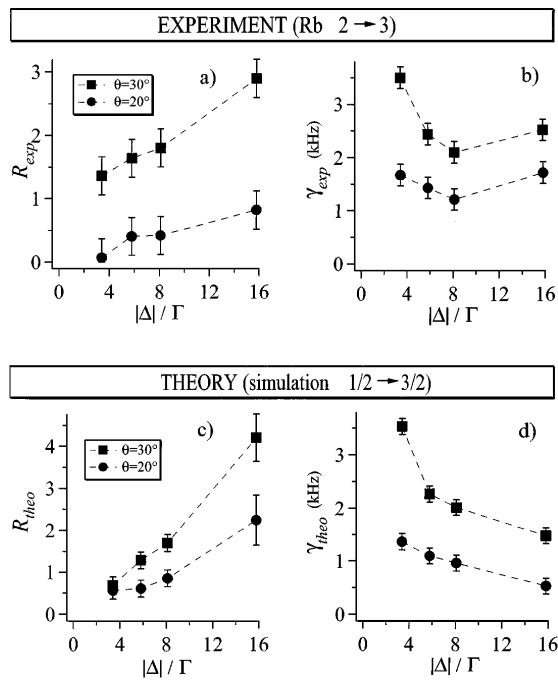 EXPERIMENT (Rb 2 → 3)
a)
b)
θ=30°
θ=20°
R_exp
γ_exp (kHz)
3
2
1
0
3
2
1
0
0 4 8 12 16
0 4 8 12 16
|Δ| / Γ
|Δ| / Γ
THEORY (simulation 1/2 → 3/2)
c)
d)
θ=30°
θ=20°
R_theo
γ_theo (kHz)
4
3
2
1
0
3
2
1
0
0 4 8 12 16
0 4 8 12 16
|Δ| / Γ
|Δ| / Γ